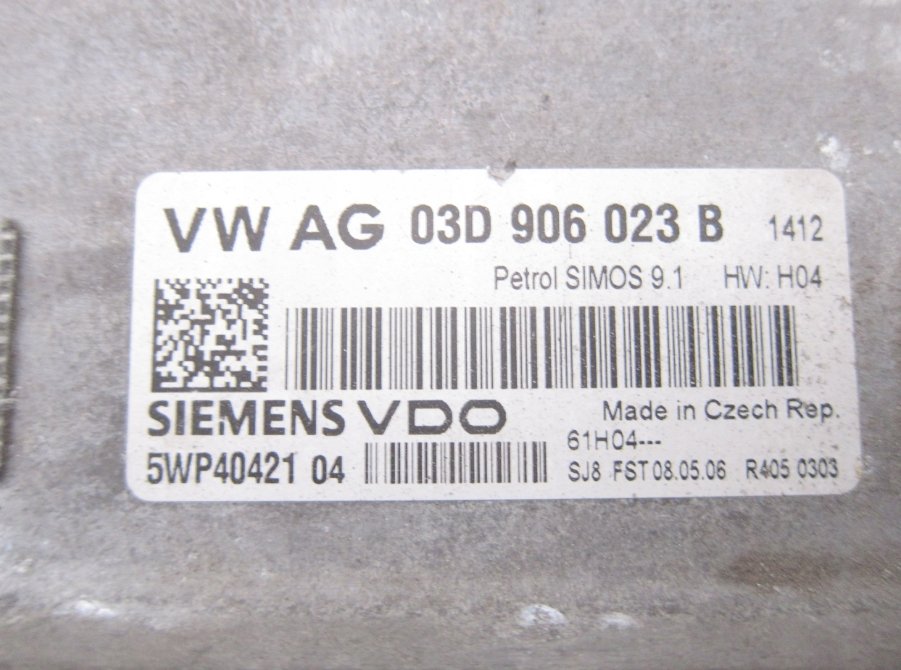 VW AG 03D 906 023 B 1412
Petrol SIMOS 9.1 HW: H04
SIEMENS VDO Made in Czech Rep.
61H04---
5WP40421 04 SJ8 FST 08.05.06 R405 0303